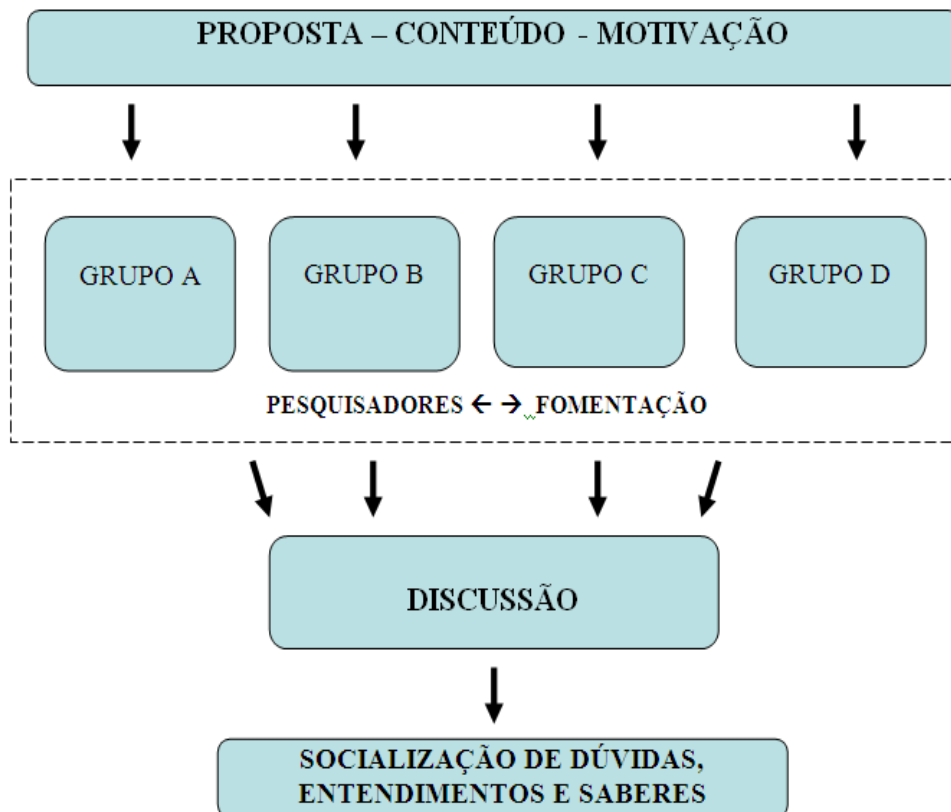 PROPOSTA – CONTEÚDO - MOTIVAÇÃO
GRUPO A
GRUPO B
GRUPO C
GRUPO D
PESQUISADORES ← → FOMENTAÇÃO
DISCUSSÃO
SOCIALIZAÇÃO DE DÚVIDAS,
ENTENDIMENTOS E SABERES